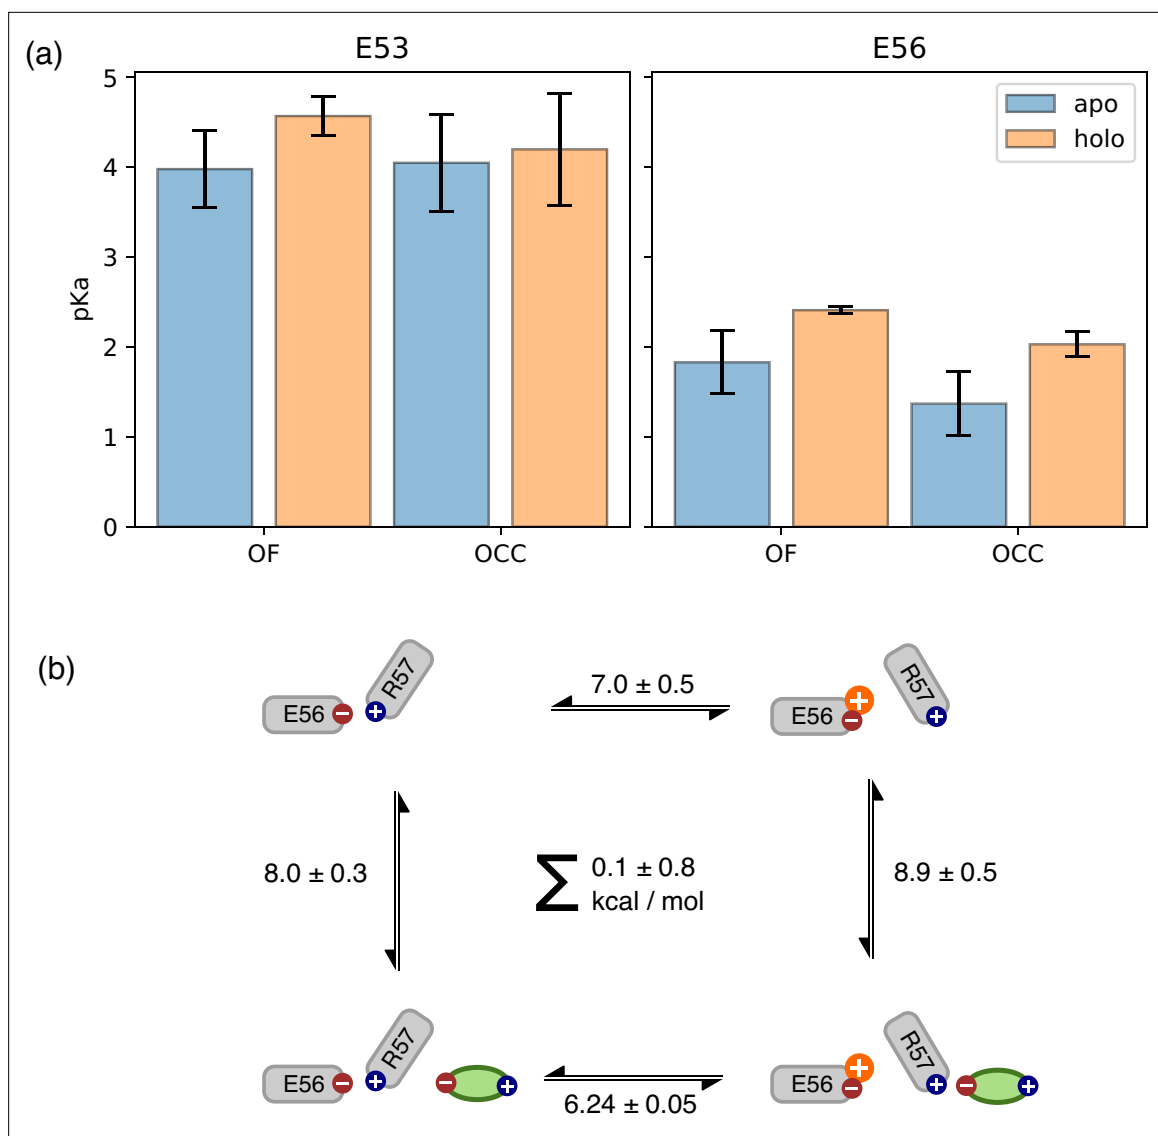 (a)
E53
E56
5
4
3
2
1
0
pKa
apo
holo
OF
OCC
OF
OCC
(b)
E56
−
+
R57
7.0 ± 0.5
E56
+
−
R57
+
8.0 ± 0.3
∑ 0.1 ± 0.8
kcal / mol
8.9 ± 0.5
E56
−
+
R57
−
+
6.24 ± 0.05
E56
+
−
R57
+
−
+